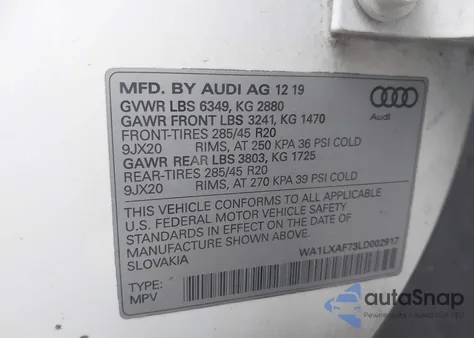 MFD. BY AUDI AG 12 19
GVWR LBS 6349, KG 2880
GAWR FRONT LBS 3241, KG 1470
FRONT-TIRES 285/45 R20
9JX20 RIMS, AT 250 KPA 36 PSI COLD
GAWR REAR LBS 3803, KG 1725
REAR-TIRES 285/45 R20
9JX20 RIMS, AT 270 KPA 39 PSI COLD
Audi
THIS VEHICLE CONFORMS TO ALL APPLICABLE
U.S. FEDERAL MOTOR VEHICLE SAFETY
STANDARDS IN EFFECT ON THE DATE OF
SLOVAKIA
WA1LXAF73LD002917
TYPE:
MPV
autoSnap